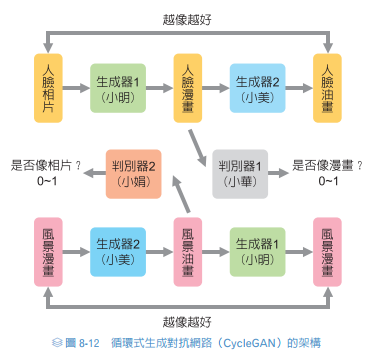 越像越好
人臉相片
生成器1
(小明)
人臉漫畫
生成器2
(小美)
人臉油畫
是否像相片？
0~1
判別器2
(小娟)
判別器1
(小華)
是否像漫畫？
0~1
風景漫畫
生成器2
(小美)
風景油畫
生成器1
(小明)
風景漫畫
越像越好
圖 8-12 循環式生成對抗網路（CycleGAN）的架構